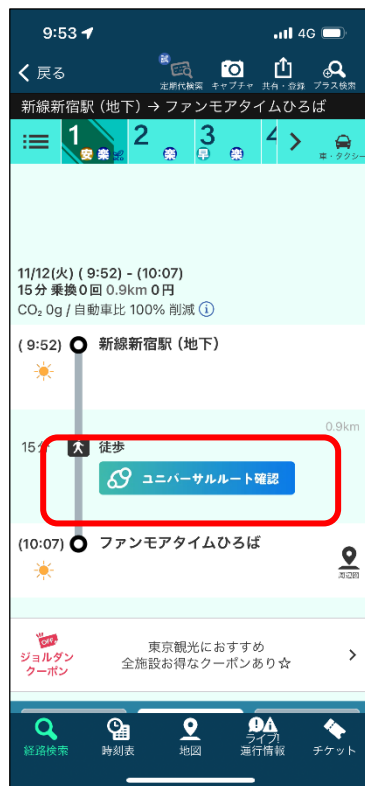 9:53
4G
戻る
試
定期代検索
キャプチャ
共有・登録
プラス検索
新線新宿駅（地下）→ ファンモアタイムひろば
1 安 楽
2 楽
3 早 楽
車・タクシー
11/12(火) ( 9:52) - (10:07)
15分 乗換0回 0.9km 0円
CO₂ 0g / 自動車比 100% 削減
( 9:52)
新線新宿駅（地下）
0.9km
15分
徒歩
ユニバーサルルート確認
(10:07)
ファンモアタイムひろば
周辺図
OFF
ジョルダン
クーポン
東京観光におすすめ
全施設お得なクーポンあり☆
経路検索
時刻表
地図
ライブ!
運行情報
チケット